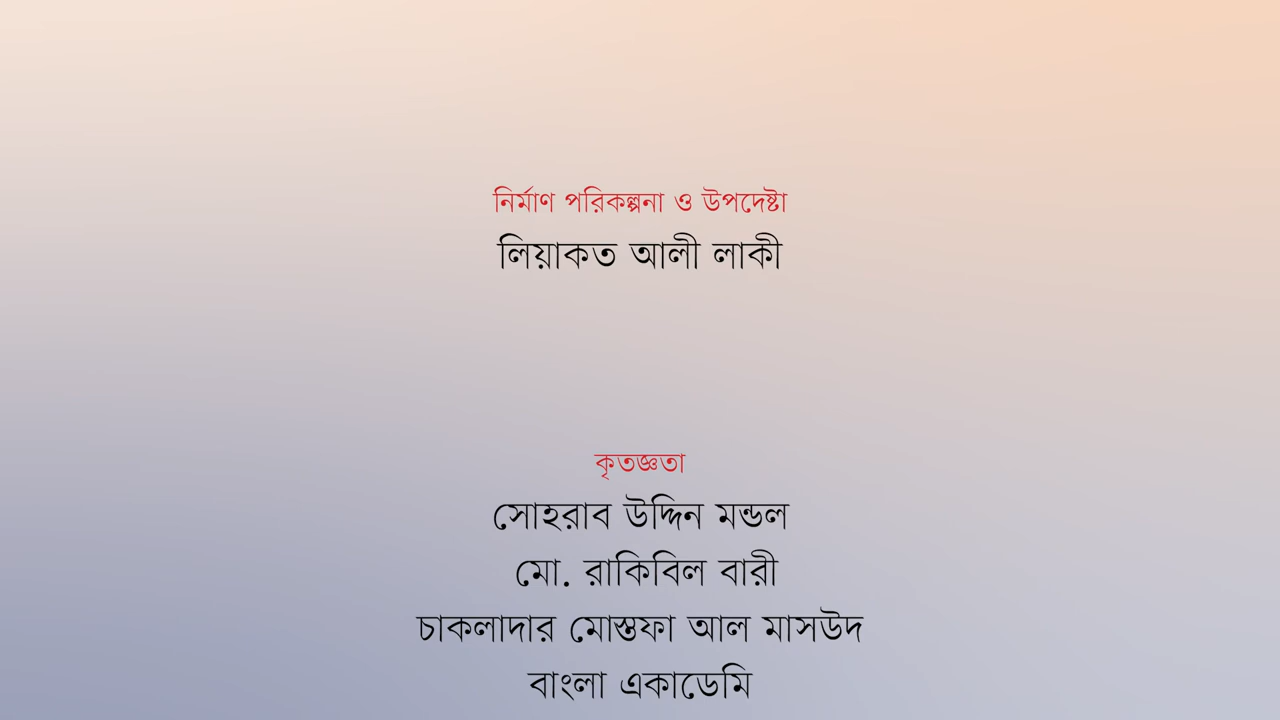 নির্মাণ পরিকল্পনা ও উপদেষ্টা
লিয়াকত আলী লাকী
কৃতজ্ঞতা
সোহরাব উদ্দিন মন্ডল
মো. রাকিবিল বারী
চাকলাদার মোস্তফা আল মাসউদ
বাংলা একাডেমি